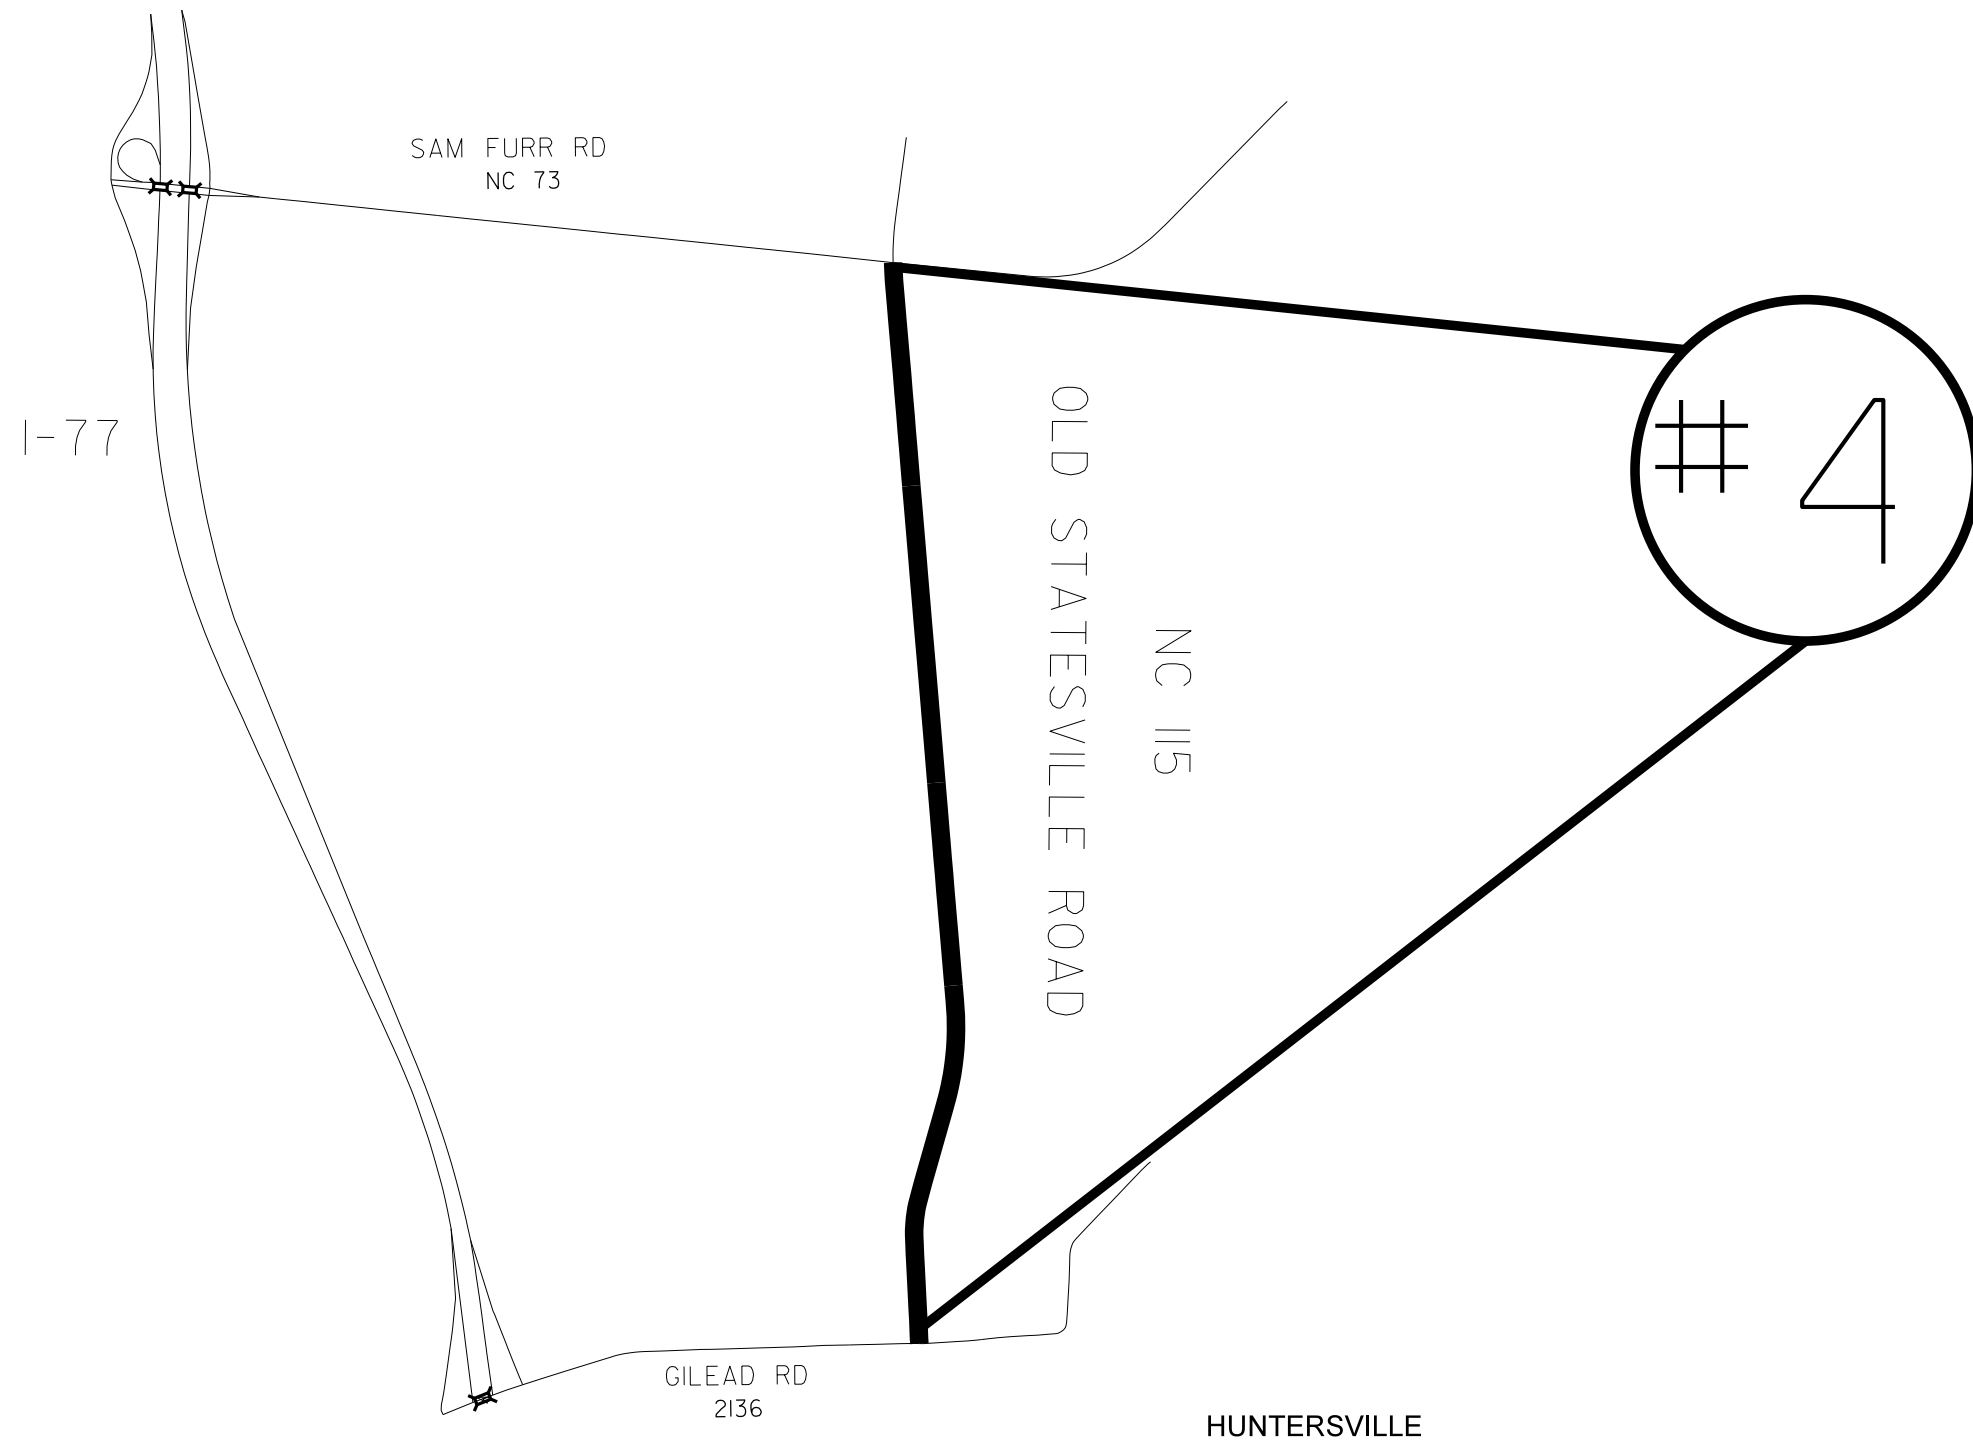 SAM FURR RD
NC 73
I-77
# 4
OLD STATESVILLE ROAD
NC 115
GILEAD RD
2136
HUNTERSVILLE